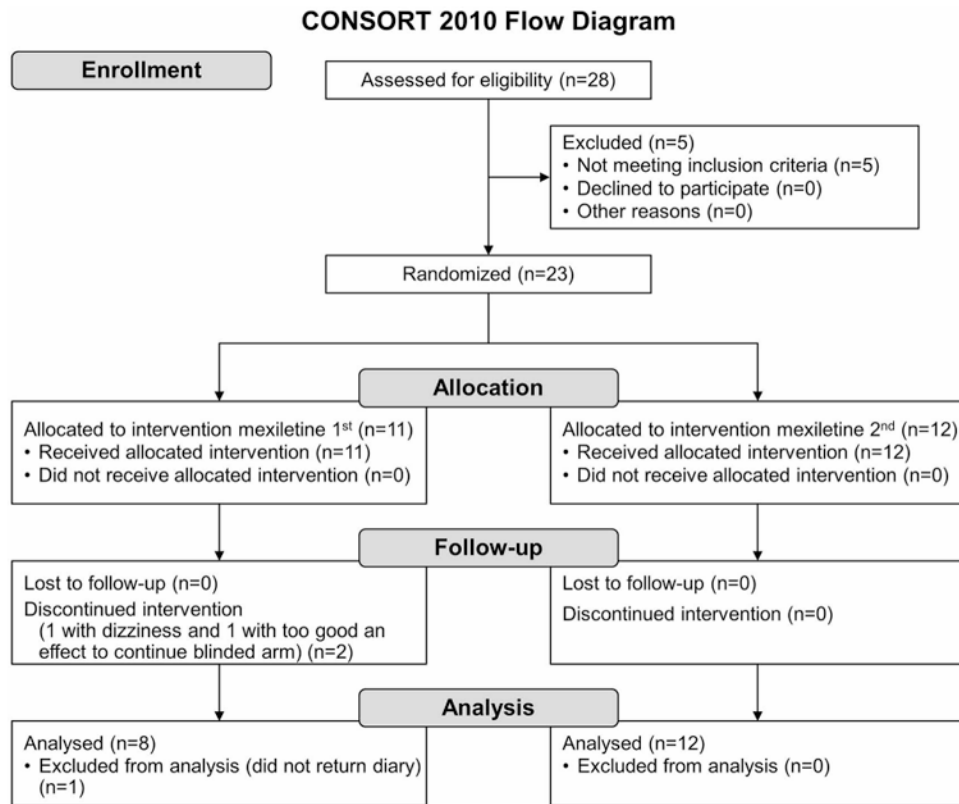 CONSORT 2010 Flow Diagram
Enrollment
Assessed for eligibility (n=28)
Excluded (n=5)
• Not meeting inclusion criteria (n=5)
• Declined to participate (n=0)
• Other reasons (n=0)
Randomized (n=23)
Allocation
Allocated to intervention mexiletine 1st (n=11)
• Received allocated intervention (n=11)
• Did not receive allocated intervention (n=0)
Allocated to intervention mexiletine 2nd (n=12)
• Received allocated intervention (n=12)
• Did not receive allocated intervention (n=0)
Follow-up
Lost to follow-up (n=0)
Discontinued intervention
(1 with dizziness and 1 with too good an
effect to continue blinded arm) (n=2)
Lost to follow-up (n=0)
Discontinued intervention (n=0)
Analysis
Analysed (n=8)
• Excluded from analysis (did not return diary)
(n=1)
Analysed (n=12)
• Excluded from analysis (n=0)